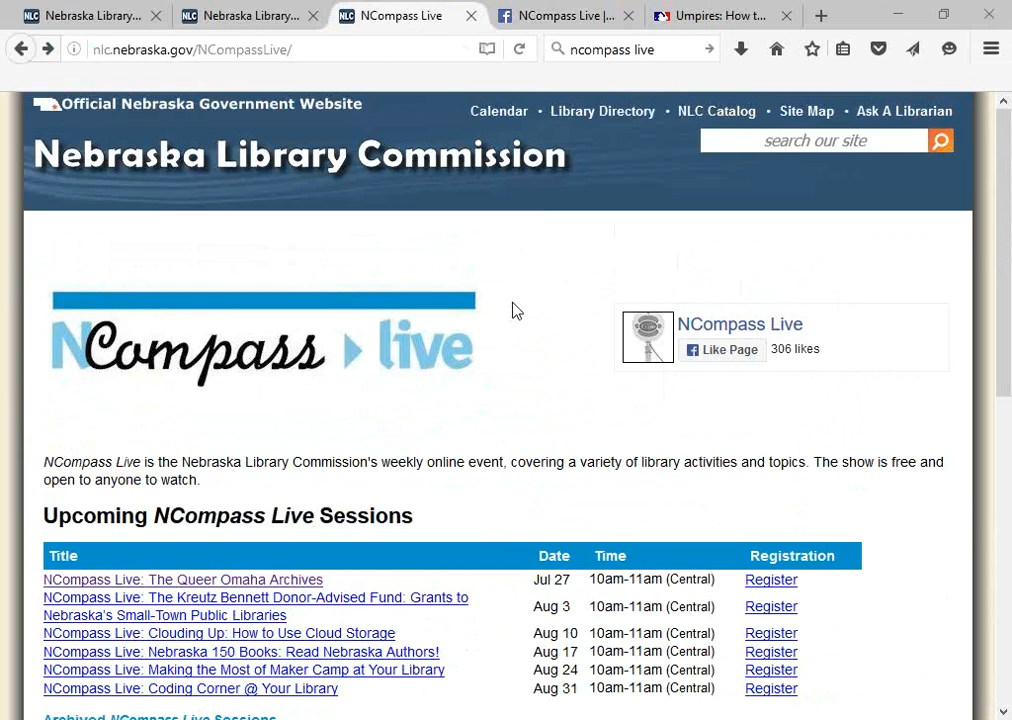 Nebraska Library...
Nebraska Library...
NCompass Live
NCompass Live |...
Umpires: How t...
nlc.nebraska.gov/NCompassLive/
ncompass live
Official Nebraska Government Website
Calendar • Library Directory • NLC Catalog • Site Map • Ask A Librarian
Nebraska Library Commission
search our site
NCompass live
NCompass Live
Like Page 306 likes
NCompass Live is the Nebraska Library Commission's weekly online event, covering a variety of library activities and topics. The show is free and
open to anyone to watch.
Upcoming NCompass Live Sessions
Title Date Time Registration
NCompass Live: The Queer Omaha Archives Jul 27 10am-11am (Central) Register
NCompass Live: The Kreutz Bennett Donor-Advised Fund: Grants to
Nebraska's Small-Town Public Libraries Aug 3 10am-11am (Central) Register
NCompass Live: Clouding Up: How to Use Cloud Storage Aug 10 10am-11am (Central) Register
NCompass Live: Nebraska 150 Books: Read Nebraska Authors! Aug 17 10am-11am (Central) Register
NCompass Live: Making the Most of Maker Camp at Your Library Aug 24 10am-11am (Central) Register
NCompass Live: Coding Corner @ Your Library Aug 31 10am-11am (Central) Register
Archived NCompass Live Sessions